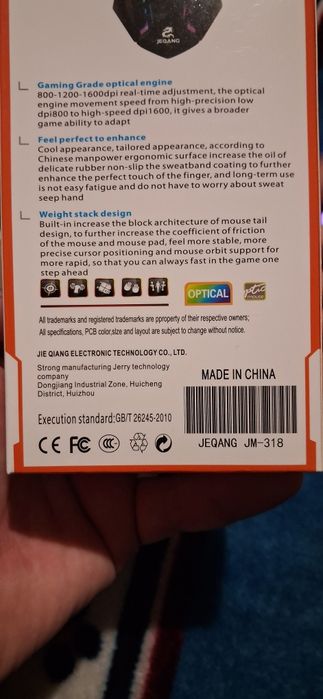 JEQANG
Gaming Grade optical engine
800-1200-1600dpi real-time adjustment, the optical
engine movement speed from high-precision low
dpi800 to high-speed dpi1600, it gives a broader
game ability to adapt
Feel perfect to enhance
Cool appearance, tailored appearance, according to
Chinese manpower ergonomic surface increase the oil of
delicate rubber non-slip the sweatband coating to further
enhance the perfect touch of the finger, and long-term use
is not easy fatigue and do not have to worry about sweat
seep hand
Weight stack design
Built-in increase the block architecture of mouse tail
design, to further increase the coefficient of friction
of the mouse and mouse pad, feel more stable, more
precise cursor positioning and mouse orbit support for
more rapid, so that you can always fast in the game one
step ahead
OPTICAL
optic
mouse
All trademarks and registered trademarks are pproperty of their respective owners;
All specifications, PCB color,size and layout are subject to change without notice.
JIE QIANG ELECTRONIC TECHNOLOGY CO., LTD.
Strong manufacturing Jerry technology
company
Dongjiang Industrial Zone, Huicheng
District, Huizhou
MADE IN CHINA
Execution standard:GB/T 26245-2010
JEQANG JM-318
CE FC CCC